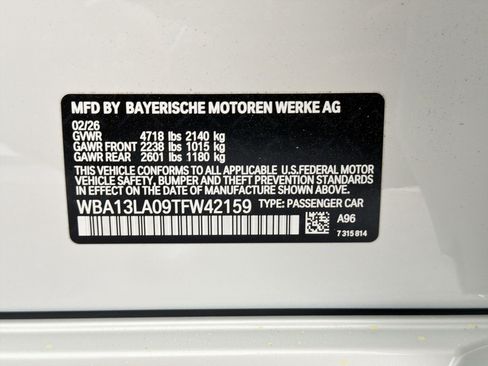 MFD BY BAYERISCHE MOTOREN WERKE AG
02/26
GVWR 4718 lbs 2140 kg
GAWR FRONT 2238 lbs 1015 kg
GAWR REAR 2601 lbs 1180 kg
THIS VEHICLE CONFORMS TO ALL APPLICABLE U.S.FEDERAL MOTOR
VEHICLE SAFETY, BUMPER, AND THEFT PREVENTION STANDARDS
IN EFFECT ON THE DATE OF MANUFACTURE SHOWN ABOVE.
WBA13LA09TFW42159 TYPE: PASSENGER CAR
A96
7 315 814